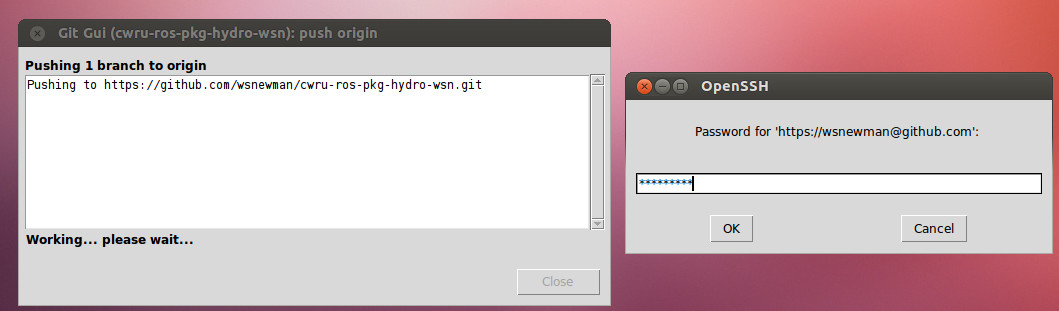 Git Gui (cwru-ros-pkg-hydro-wsn): push origin
Pushing 1 branch to origin
Pushing to https://github.com/wsnewman/cwru-ros-pkg-hydro-wsn.git
Working... please wait...
Close
OpenSSH
Password for 'https://wsnewman@github.com':
*********
OK
Cancel